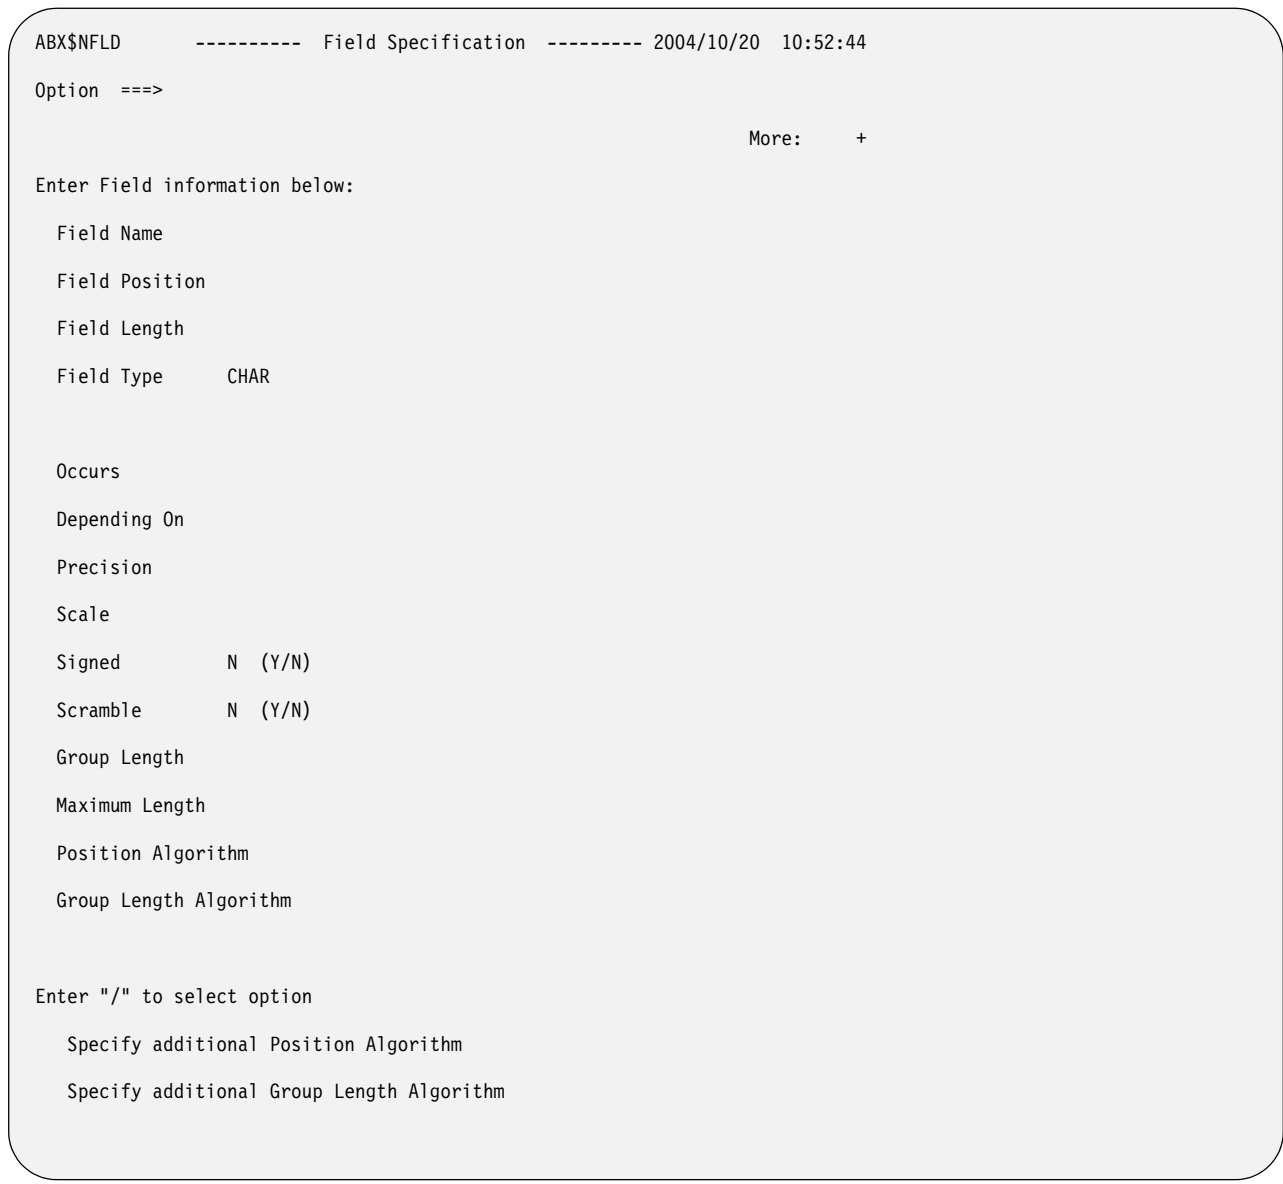 ABX$NFLD       ----------  Field Specification  --------- 2004/10/20  10:52:44
Option  ===>
More:     +
Enter Field information below:
Field Name
Field Position
Field Length
Field Type      CHAR
Occurs
Depending On
Precision
Scale
Signed          N  (Y/N)
Scramble        N  (Y/N)
Group Length
Maximum Length
Position Algorithm
Group Length Algorithm
Enter "/" to select option
Specify additional Position Algorithm
Specify additional Group Length Algorithm